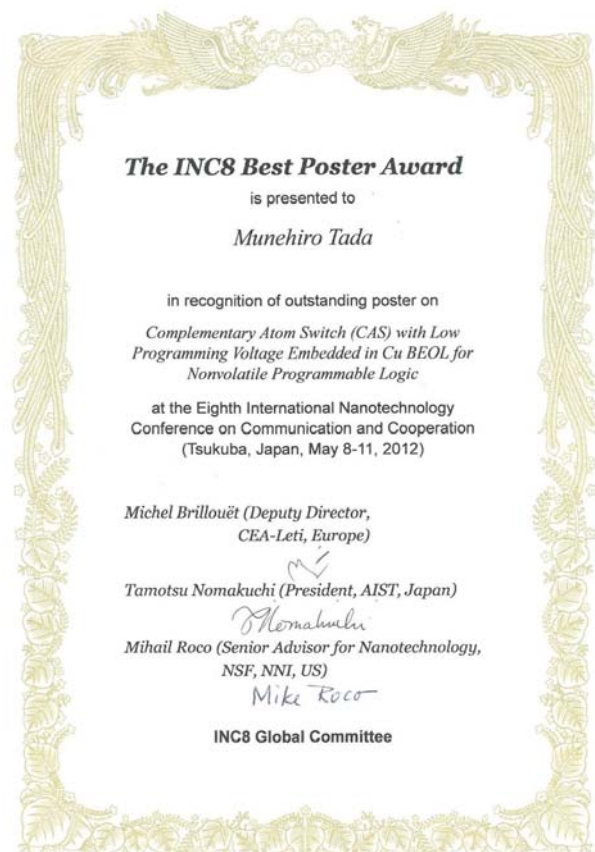 The INC8 Best Poster Award
is presented to
Munehiro Tada
in recognition of outstanding poster on
Complementary Atom Switch (CAS) with Low
Programming Voltage Embedded in Cu BEOL for
Nonvolatile Programmable Logic
at the Eighth International Nanotechnology
Conference on Communication and Cooperation
(Tsukuba, Japan, May 8-11, 2012)
Michel Brillouët (Deputy Director,
CEA-Leti, Europe)
Tamotsu Nomakuchi (President, AIST, Japan)
Mihail Roco (Senior Advisor for Nanotechnology,
NSF, NNI, US)
Mike Roco
INC8 Global Committee